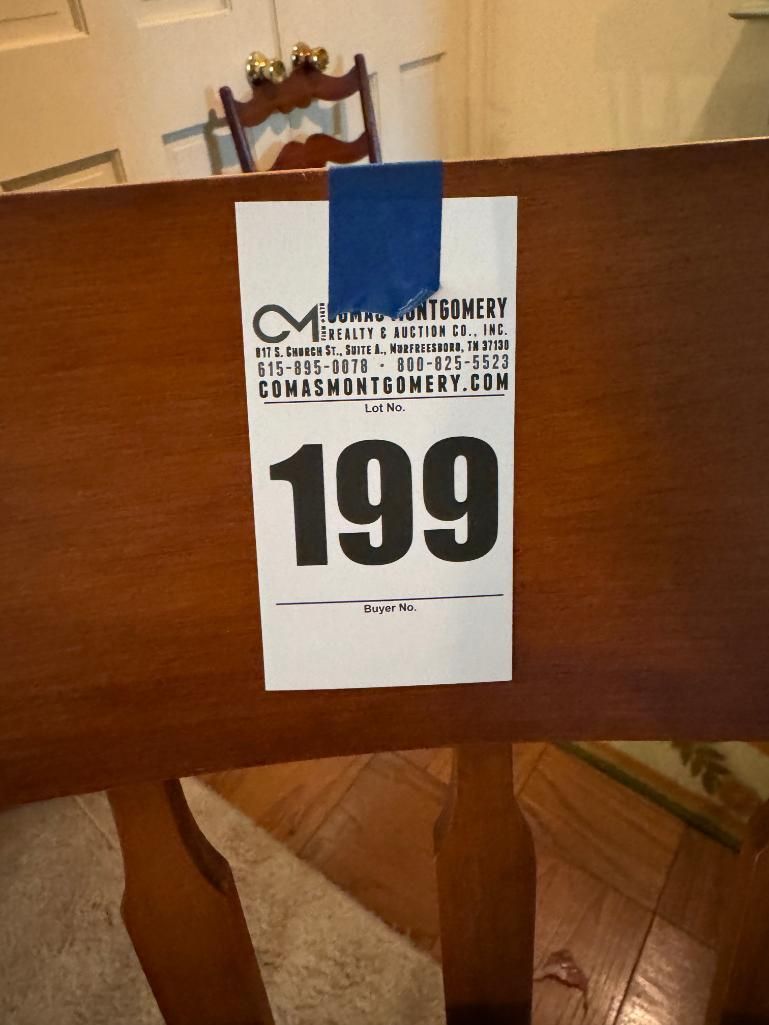 CM
COMAS MONTGOMERY
REALTY & AUCTION CO., INC.
817 S. CHURCH ST., SUITE A., MURFREESBORO, TN 37130
615-895-0078 · 800-825-5523
COMASMONTGOMERY.COM
Lot No.
199
Buyer No.